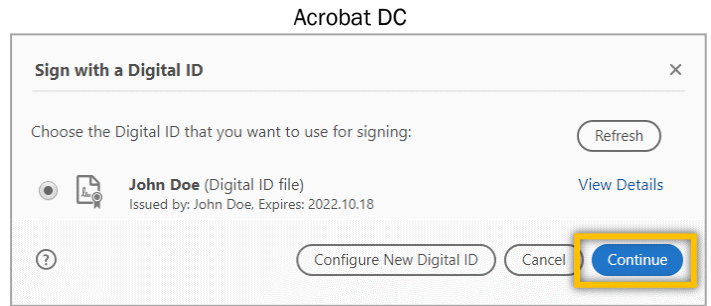 Acrobat DC
Sign with a Digital ID
Choose the Digital ID that you want to use for signing:
Refresh
John Doe (Digital ID file)
View Details
Issued by: John Doe, Expires: 2022.10.18
Configure New Digital ID
Cancel
Continue